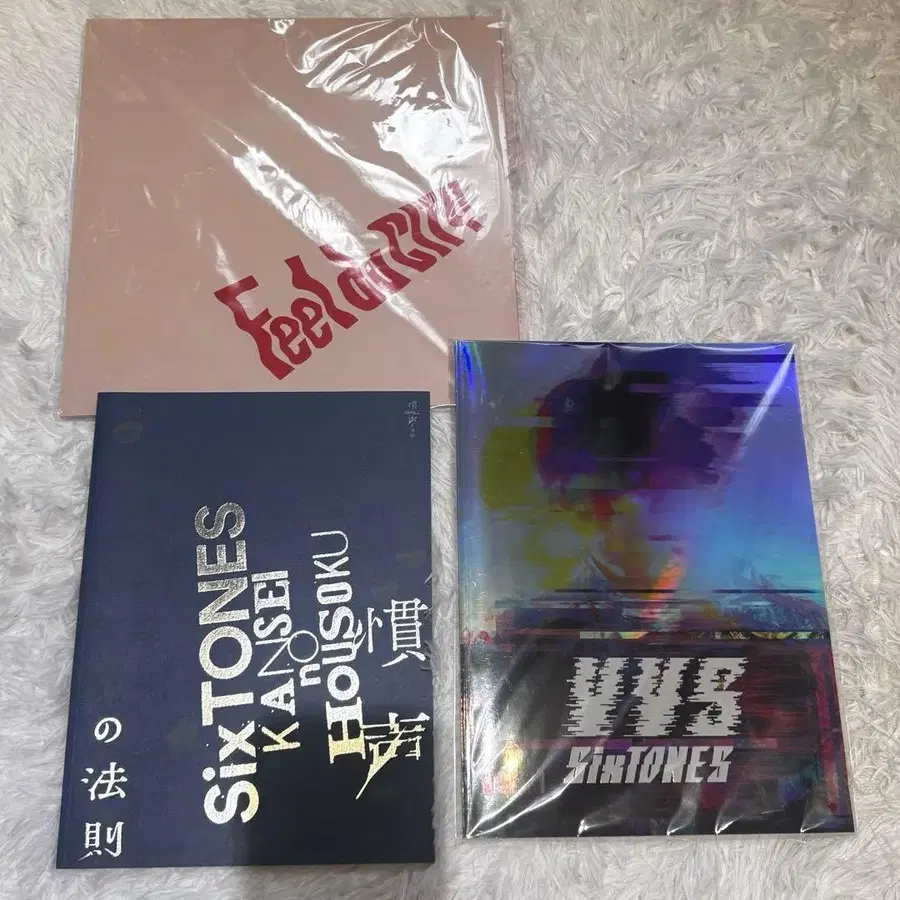 Feel da CITY
SixTONES
KANSEI
nO
HOUSOKU
慣
声
の
法
則
VVS
SixTONES